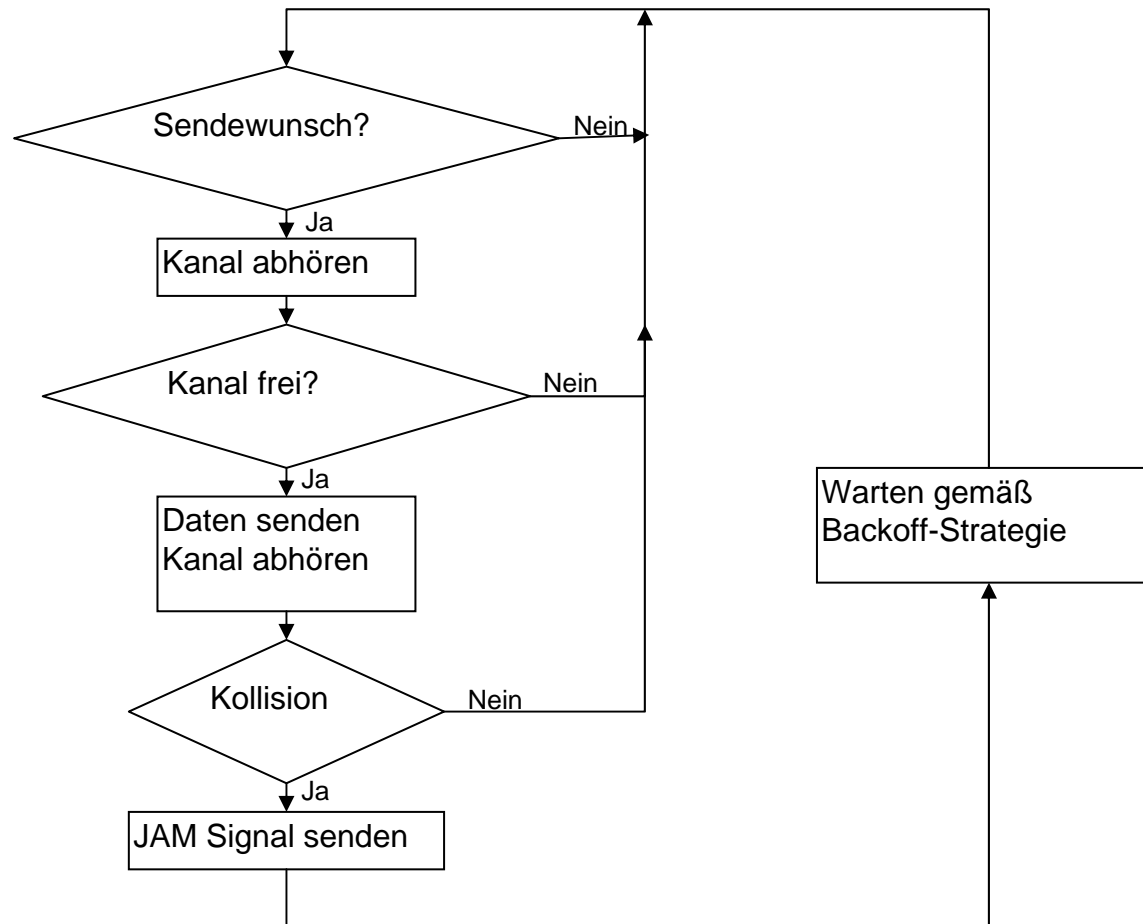 Sendewunsch?
Nein
Ja
Kanal abhören
Kanal frei?
Nein
Ja
Daten senden
Kanal abhören
Warten gemäß
Backoff-Strategie
Kollision
Nein
Ja
JAM Signal senden